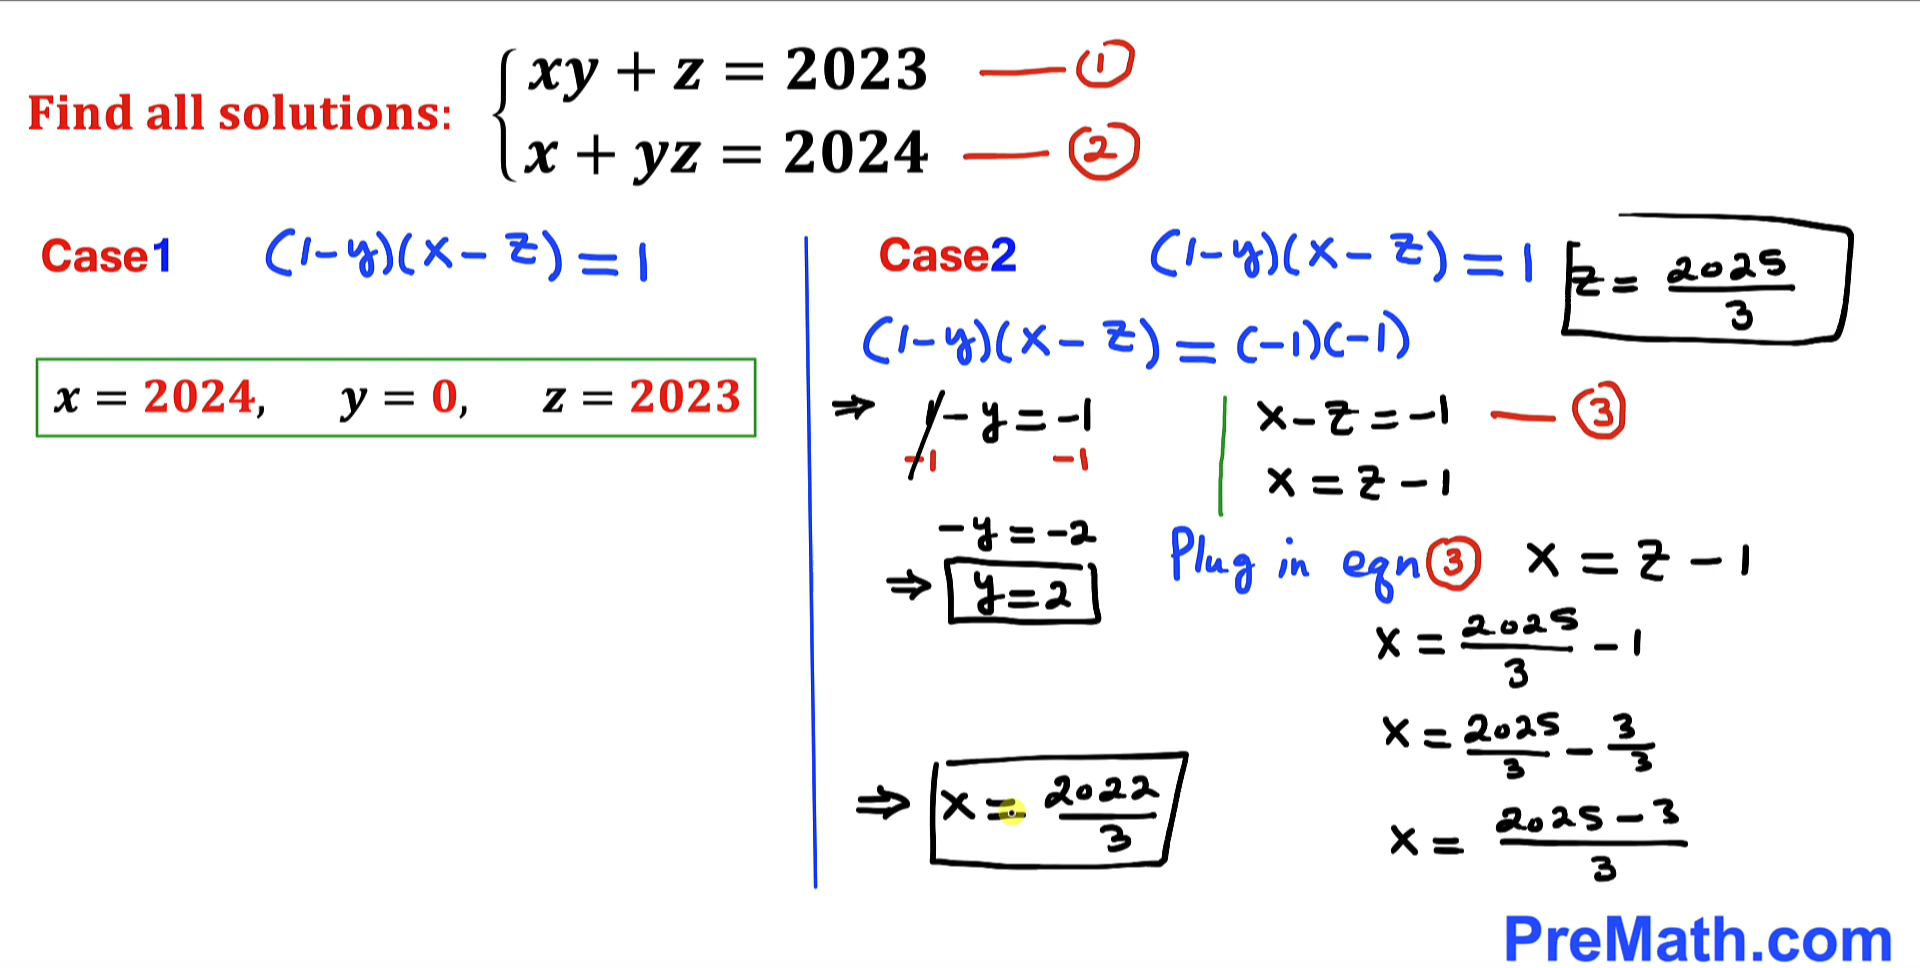 Find all solutions:
xy + z = 2023 — ①
x + yz = 2024 — ②
Case1 (1-y)(x-z) = 1
x = 2024, y = 0, z = 2023
Case2 (1-y)(x-z) = 1
z = 2025/3
(1-y)(x-z) = (-1)(-1)
⇒ 1-y = -1
-1 -1
-y = -2
⇒ y = 2
x-z = -1 — ③
x = z-1
Plug in eqn ③ x = z-1
x = 2025/3 - 1
x = 2025/3 - 3/3
x = (2025-3)/3
⇒ x = 2022/3
PreMath.com